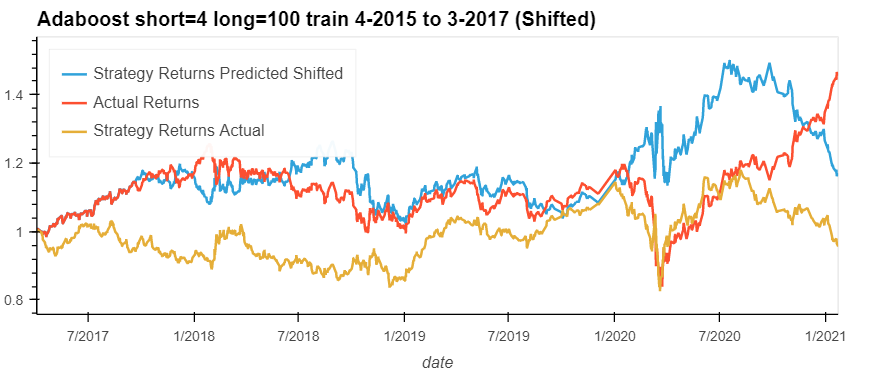 Adaboost short=4 long=100 train 4-2015 to 3-2017 (Shifted)
Strategy Returns Predicted Shifted
Actual Returns
Strategy Returns Actual
1.4
1.2
1
0.8
7/2017 1/2018 7/2018 1/2019 7/2019 1/2020 7/2020 1/2021
date